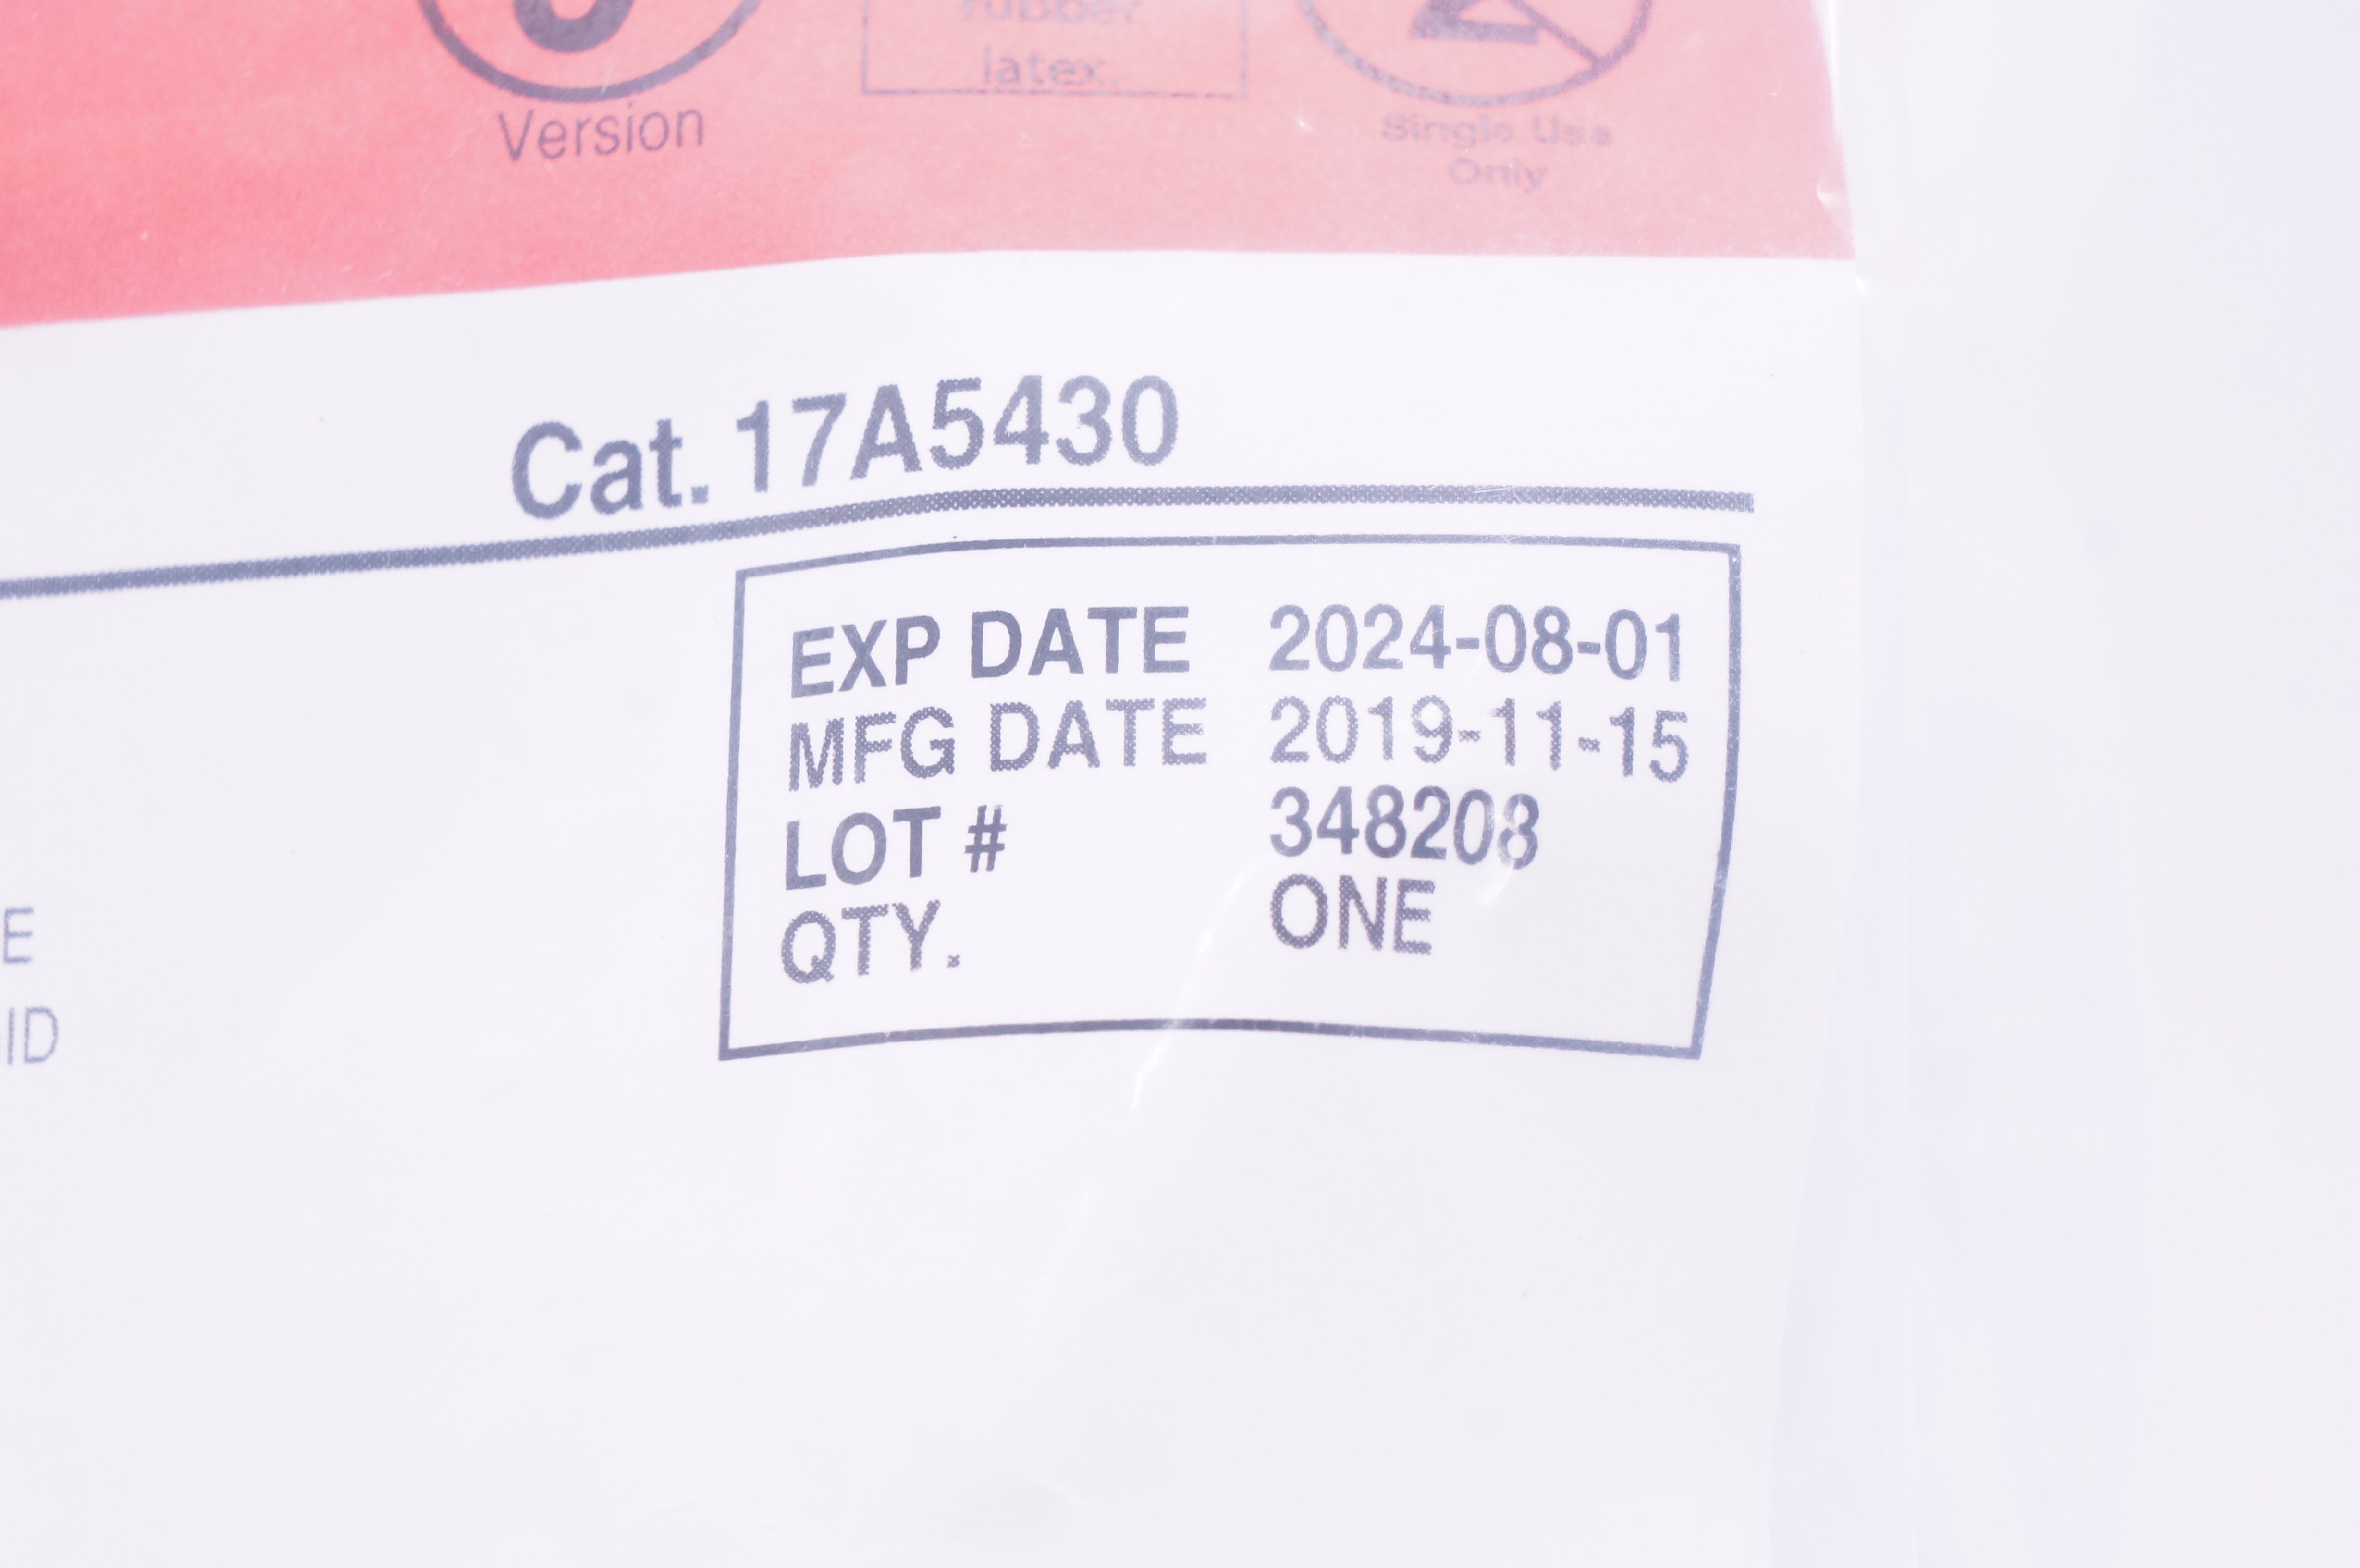 rubber
latex
Version
Single Use
Only
Cat. 17A5430
EXP DATE 2024-08-01
MFG DATE 2019-11-15
LOT # 348208
QTY. ONE
E
ID